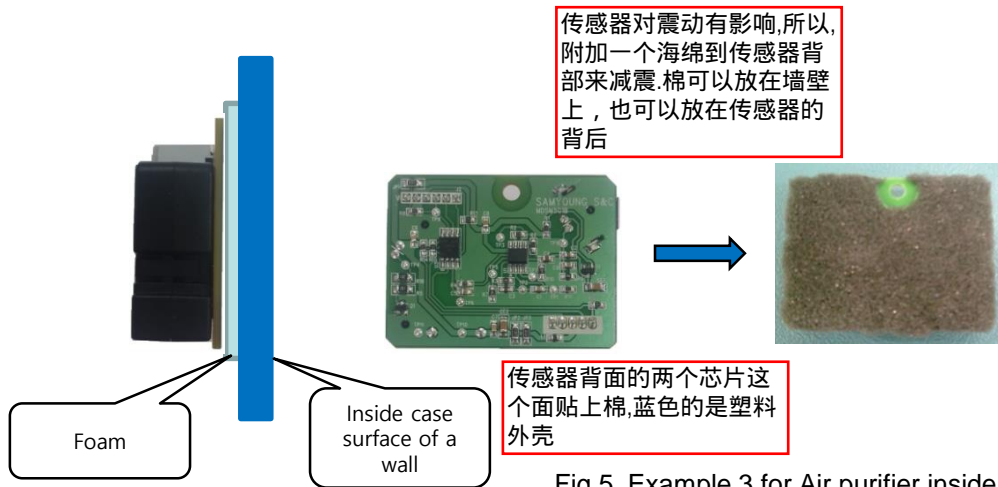 传感器对震动有影响,所以,
附加一个海绵到传感器背
部来减震.棉可以放在墙壁
上，也可以放在传感器的
背后
SAMYOUNG S&C
传感器背面的两个芯片这
个面贴上棉,蓝色的是塑料
外壳
Foam
Inside case
surface of a
wall
Fig 5. Example 3 for Air purifier inside